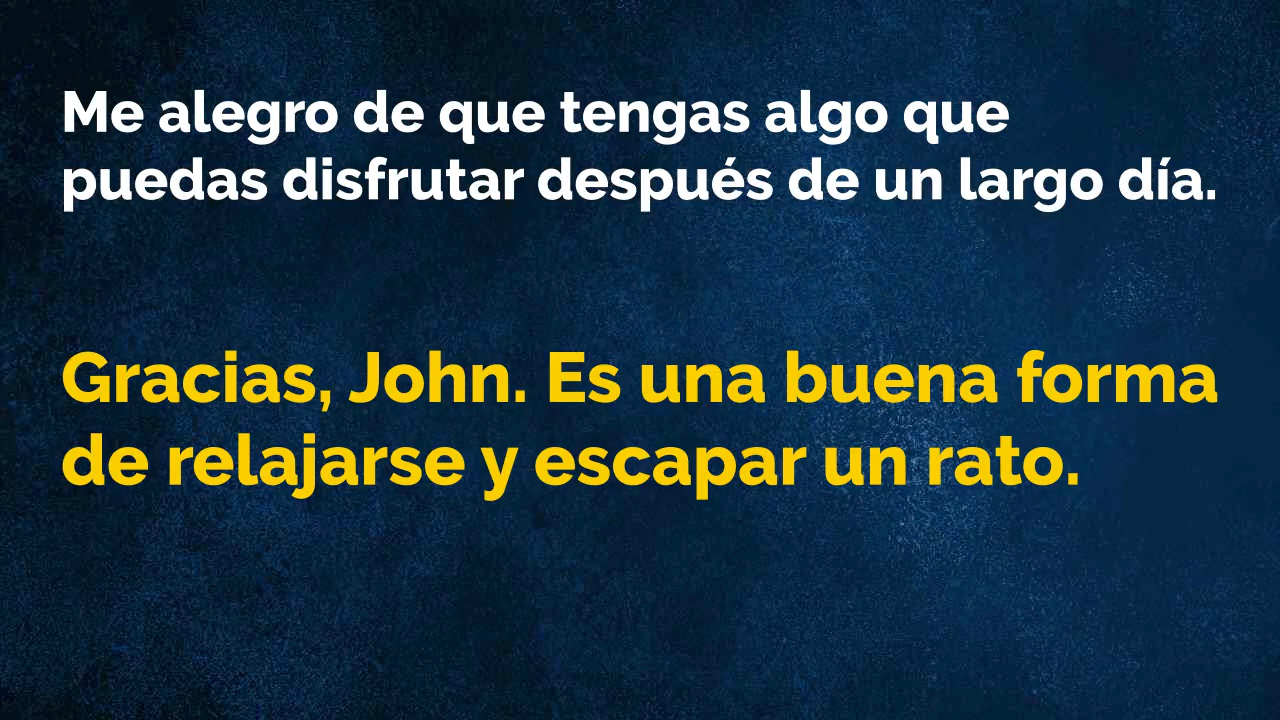 Me alegro de que tengas algo que
puedas disfrutar después de un largo día.
Gracias, John. Es una buena forma
de relajarse y escapar un rato.